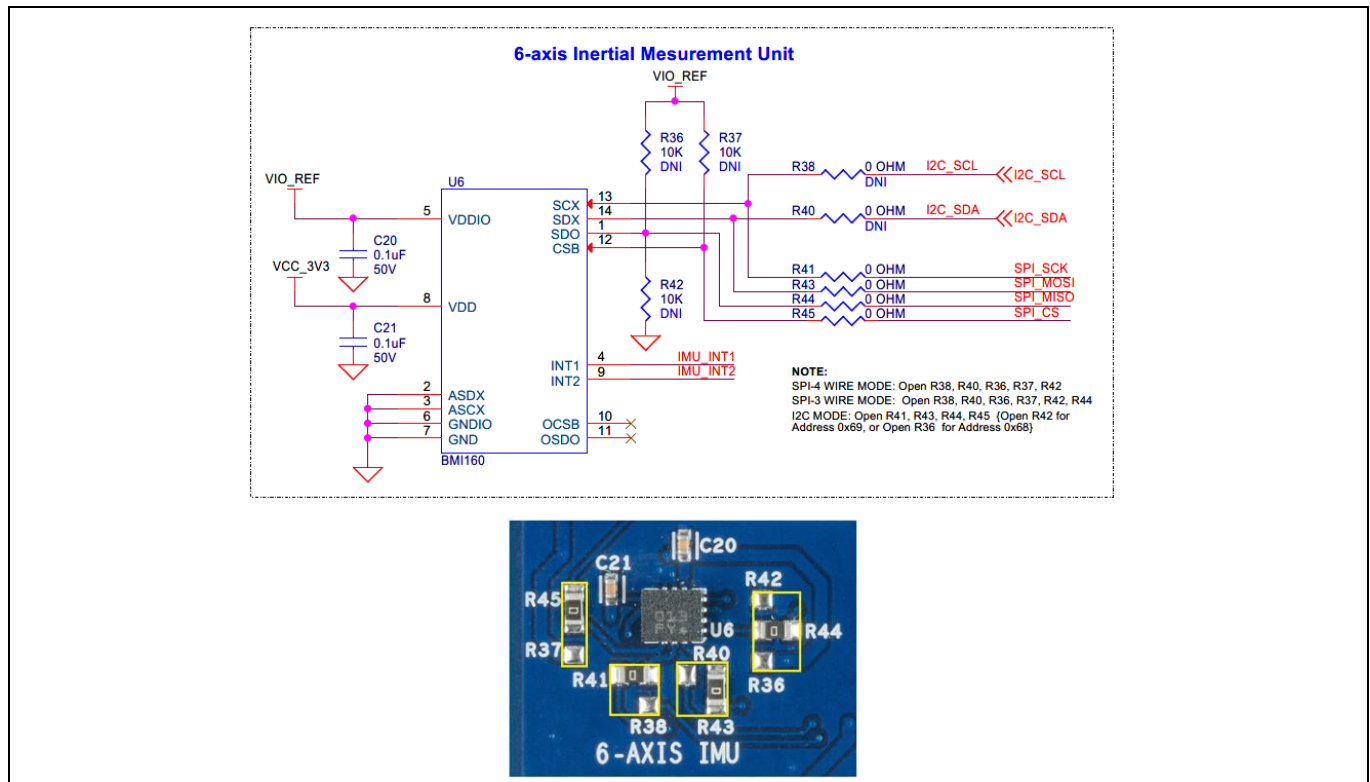 6-axis Inertial Mesurement Unit
VIO_REF
R36
10K
DNI
R37
10K
DNI
R38
0 OHM
DNI
I2C_SCL
I2C_SCL
R40
0 OHM
DNI
I2C_SDA
I2C_SDA
VIO_REF
U6
5
VDDIO
SCX
13
SDX
14
SDO
1
CSB
12
C20
0.1uF
50V
VCC_3V3
8
VDD
C21
0.1uF
50V
R41
0 OHM
SPI_SCK
R43
0 OHM
SPI_MOSI
R44
0 OHM
SPI_MISO
R45
0 OHM
SPI_CS
R42
10K
DNI
INT1
4
IMU_INT1
INT2
9
IMU_INT2
2
ASDX
3
ASCX
6
GNDIO
7
GND
OCSB
10
OSDO
11
BMI160
NOTE:
SPI-4 WIRE MODE: Open R38, R40, R36, R37, R42
SPI-3 WIRE MODE: Open R38, R40, R36, R37, R42, R44
I2C MODE: Open R41, R43, R44, R45 {Open R42 for
Address 0x69, or Open R36 for Address 0x68}
C20
C21
R42
R45
013
FY
U6
R44
R37
R40
R41
R36
R38
R43
6-AXIS IMU